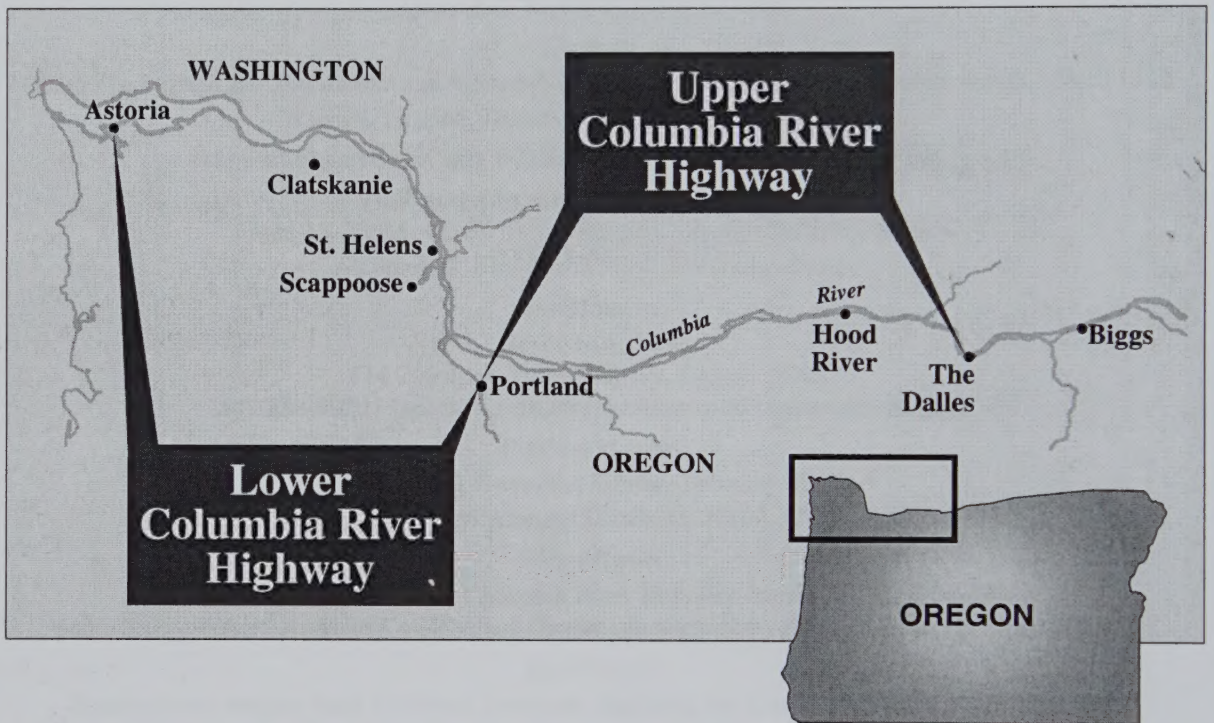 WASHINGTON
Astoria
Clatskanie
St. Helens
Scappoose
Upper
Columbia River
Highway
Columbia
River
Hood
River
Biggs
The
Dalles
Portland
OREGON
Lower
Columbia River
Highway
OREGON